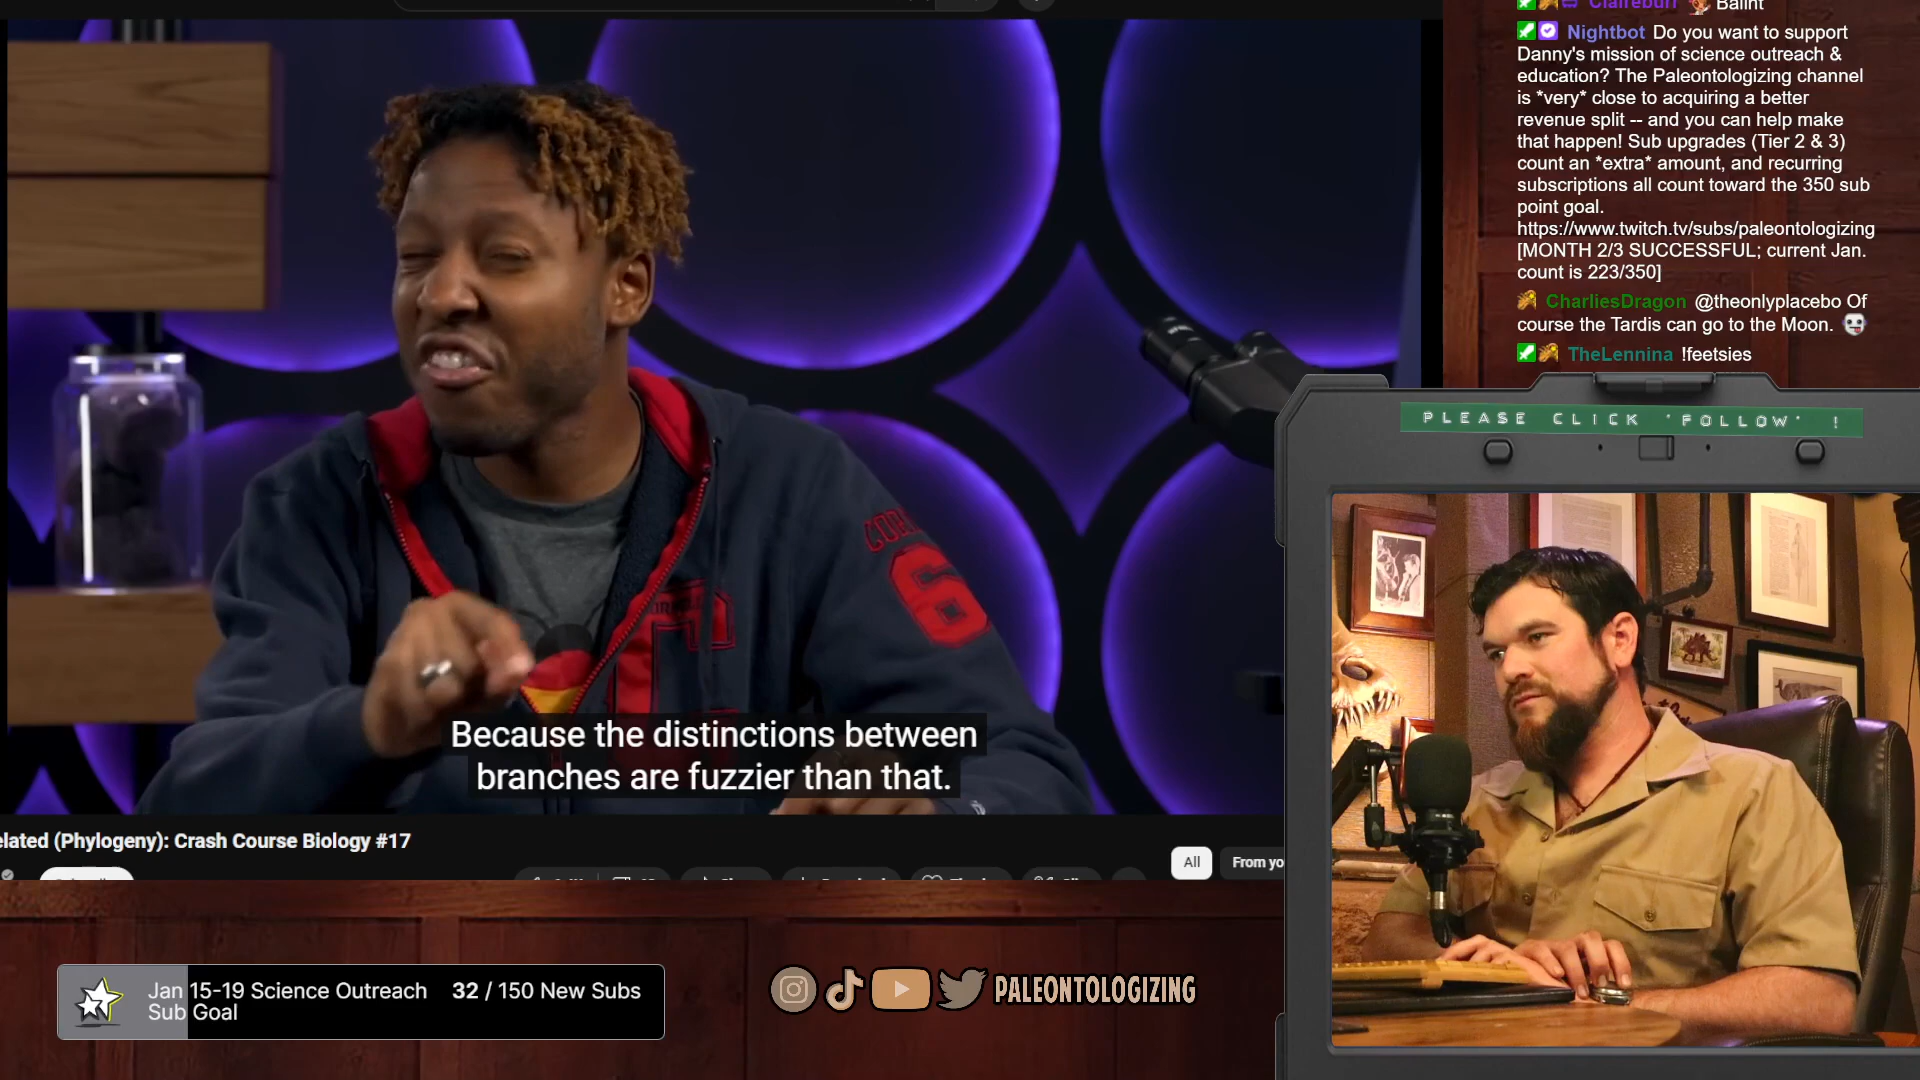 Claireburr Balint
Nightbot Do you want to support
Danny's mission of science outreach &
education? The Paleontologizing channel
is *very* close to acquiring a better
revenue split -- and you can help make
that happen! Sub upgrades (Tier 2 & 3)
count an *extra* amount, and recurring
subscriptions all count toward the 350 sub
point goal.
https://www.twitch.tv/subs/paleontologizing
[MONTH 2/3 SUCCESSFUL; current Jan.
count is 223/350]
CharliesDragon @theonlyplacebo Of
course the Tardis can go to the Moon.
TheLennina !feetsies
PLEASE CLICK "FOLLOW" !
6
Because the distinctions between
branches are fuzzier than that.
elated (Phylogeny): Crash Course Biology #17
All From yo
Jan 15-19 Science Outreach 32 / 150 New Subs
Sub Goal
PALEONTOLOGIZING